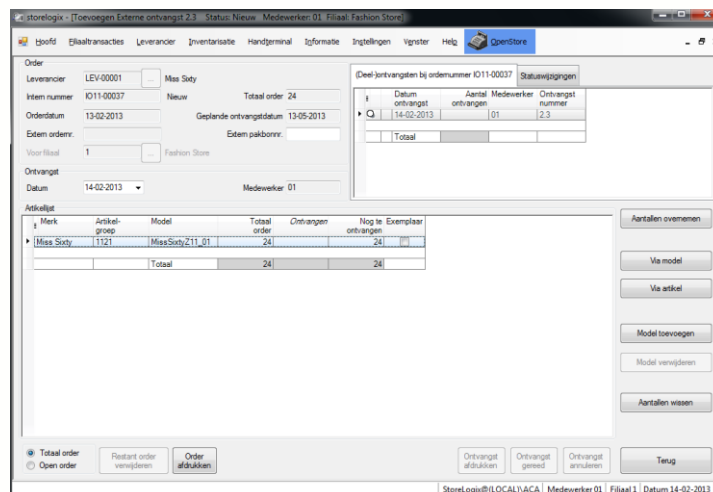 storelogix - [Toevoegen Externe ontvangst 2.3 Status: Nieuw Medewerker: 01 Filiaal: Fashion Store]
Hoofd Filiaaltransacties Leverancier Inventarisatie Handterminal Informatie Instellingen Venster Help OpenStore
Order
Leverancier LEV-00001 ... Miss Sixty
Intern nummer IO11-00037 Nieuw Totaal order 24
Orderdatum 13-02-2013 Geplande ontvangstdatum 13-05-2013
Extern ordernr. Extern pakbonnr.
Voor filiaal 1 ... Fashion Store
Ontvangst
Datum 14-02-2013 Medewerker 01
(Deel-)ontvangsten bij ordernummer IO11-00037 Statuswijzigingen
Datum ontvangst Aantal ontvangen Medewerker Ontvangst nummer
14-02-2013 01 2.3
Totaal
Artikellijst
Merk Artikel-groep Model Totaal order Ontvangen Nog te ontvangen Exemplaar
Miss Sixty 1121 MissSixtyZ11_01 24 24
Totaal 24 24
Aantallen overnemen
Via model
Via artikel
Model toevoegen
Model verwijderen
Aantallen wissen
Totaal order
Open order
Restant order verwijderen
Order afdrukken
Ontvangst afdrukken
Ontvangst gereed
Ontvangst annuleren
Terug
StoreLogix@(LOCAL)\ACA Medewerker 01 Filiaal 1 Datum 14-02-2013